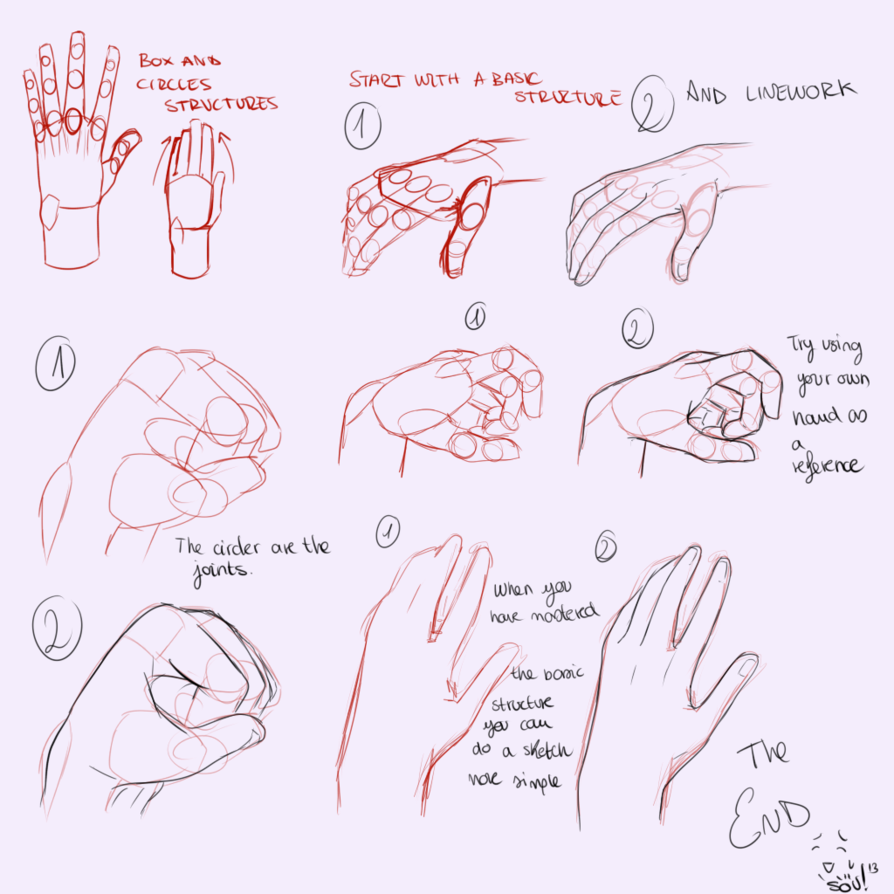 BOX AND
CIRCLES
STRUCTURES
START WITH A BASIC
STRUCTURE
1
2
AND LINEWORK
1
1
2
Try using
your own
hand as
a
reference
The circler are the
joints.
2
1
When you
have mastered
the basic
structure
you can
do a sketch
more simple
2
The
END
SOU! '13